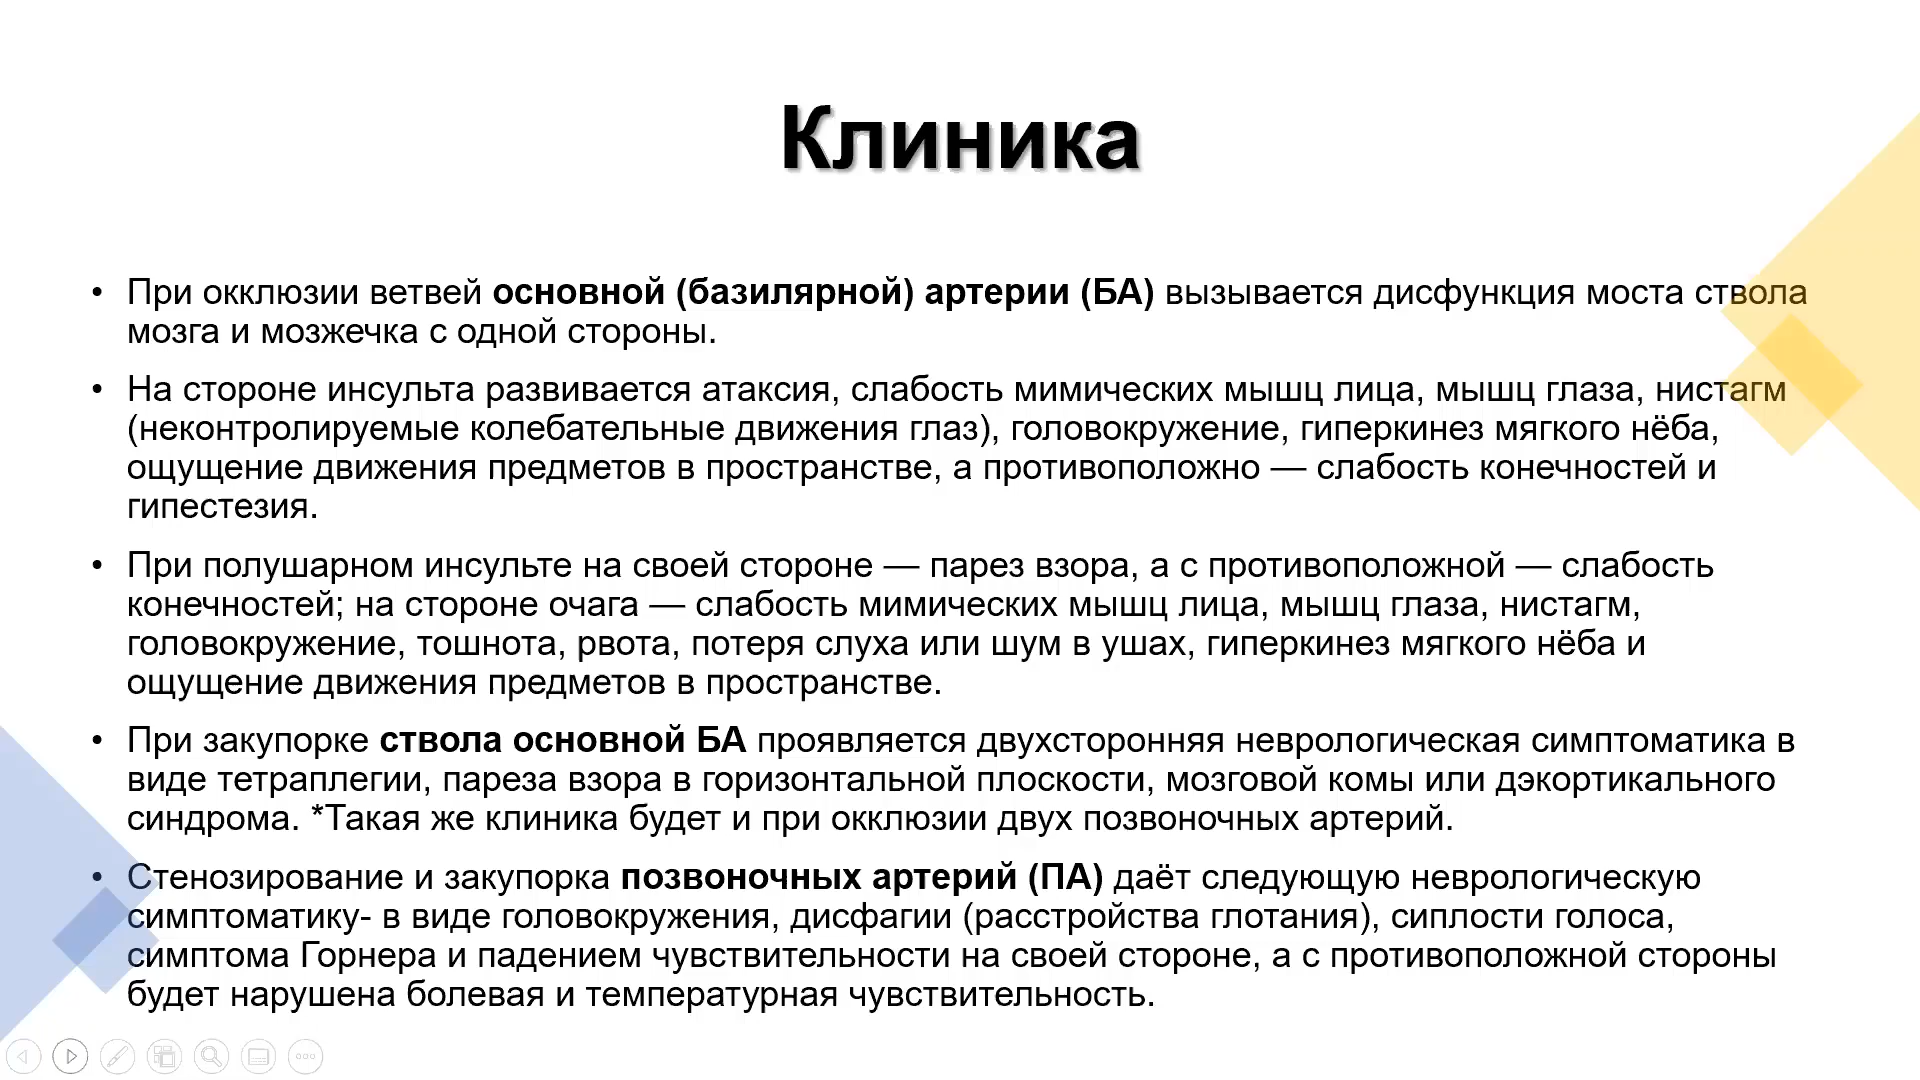 Клиника
• При окклюзии ветвей основной (базилярной) артерии (БА) вызывается дисфункция моста ствола
мозга и мозжечка с одной стороны.
• На стороне инсульта развивается атаксия, слабость мимических мышц лица, мышц глаза, нистагм
(неконтролируемые колебательные движения глаз), головокружение, гиперкинез мягкого нёба,
ощущение движения предметов в пространстве, а противоположно — слабость конечностей и
гипестезия.
• При полушарном инсульте на своей стороне — парез взора, а с противоположной — слабость
конечностей; на стороне очага — слабость мимических мышц лица, мышц глаза, нистагм,
головокружение, тошнота, рвота, потеря слуха или шум в ушах, гиперкинез мягкого нёба и
ощущение движения предметов в пространстве.
• При закупорке ствола основной БА проявляется двухсторонняя неврологическая симптоматика в
виде тетраплегии, пареза взора в горизонтальной плоскости, мозговой комы или дэкортикального
синдрома. *Такая же клиника будет и при окклюзии двух позвоночных артерий.
• Стенозирование и закупорка позвоночных артерий (ПА) даёт следующую неврологическую
симптоматику- в виде головокружения, дисфагии (расстройства глотания), сиплости голоса,
симптома Горнера и падением чувствительности на своей стороне, а с противоположной стороны
будет нарушена болевая и температурная чувствительность.